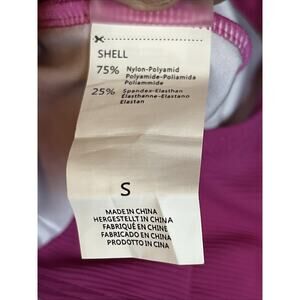 SHELL
75% Nylon-Polyamid
Polyamide-Poliamida
Poliammide
25% Spandex-Elasthan
Elasthanne-Elastano
Elastan
S
MADE IN CHINA
HERGESTELLT IN CHINA
FABRIQUÉ EN CHINE
FABRICADO EN CHINA
PRODOTTO IN CINA